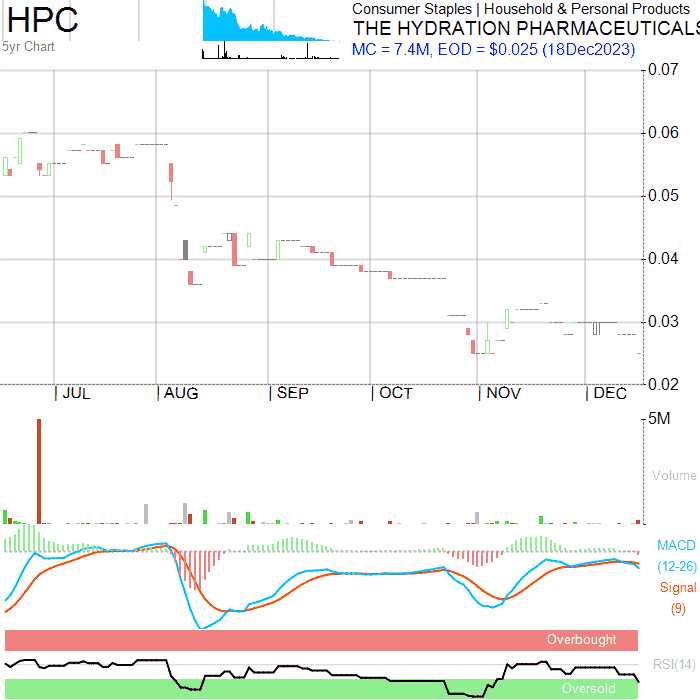 HPC
5yr Chart
Consumer Staples | Household & Personal Products
THE HYDRATION PHARMACEUTICALS
MC = 7.4M, EOD = $0.025 (18Dec2023)
0.07
0.06
0.05
0.04
0.03
0.02
| JUL | AUG | SEP | OCT | NOV | DEC
5M
Volume
MACD
(12-26)
Signal
(9)
Overbought
RSI(14)
Oversold